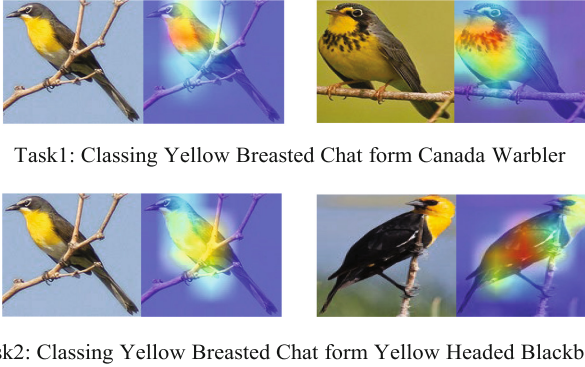 Task1: Classing Yellow Breasted Chat form Canada Warbler
sk2: Classing Yellow Breasted Chat form Yellow Headed Blackb